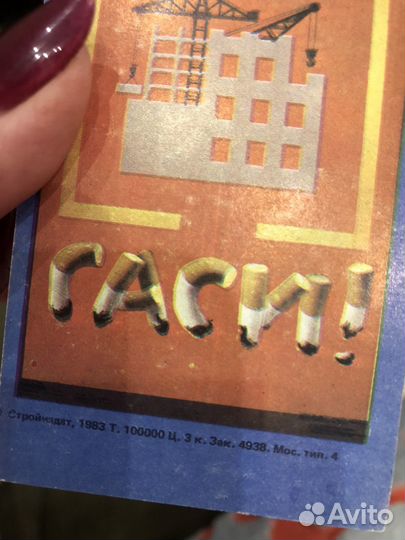 ГАСИ!
Стройиздат, 1983 Т. 100000 Ц. 3 к. Зак. 4938. Мос. тип. 4
Avito